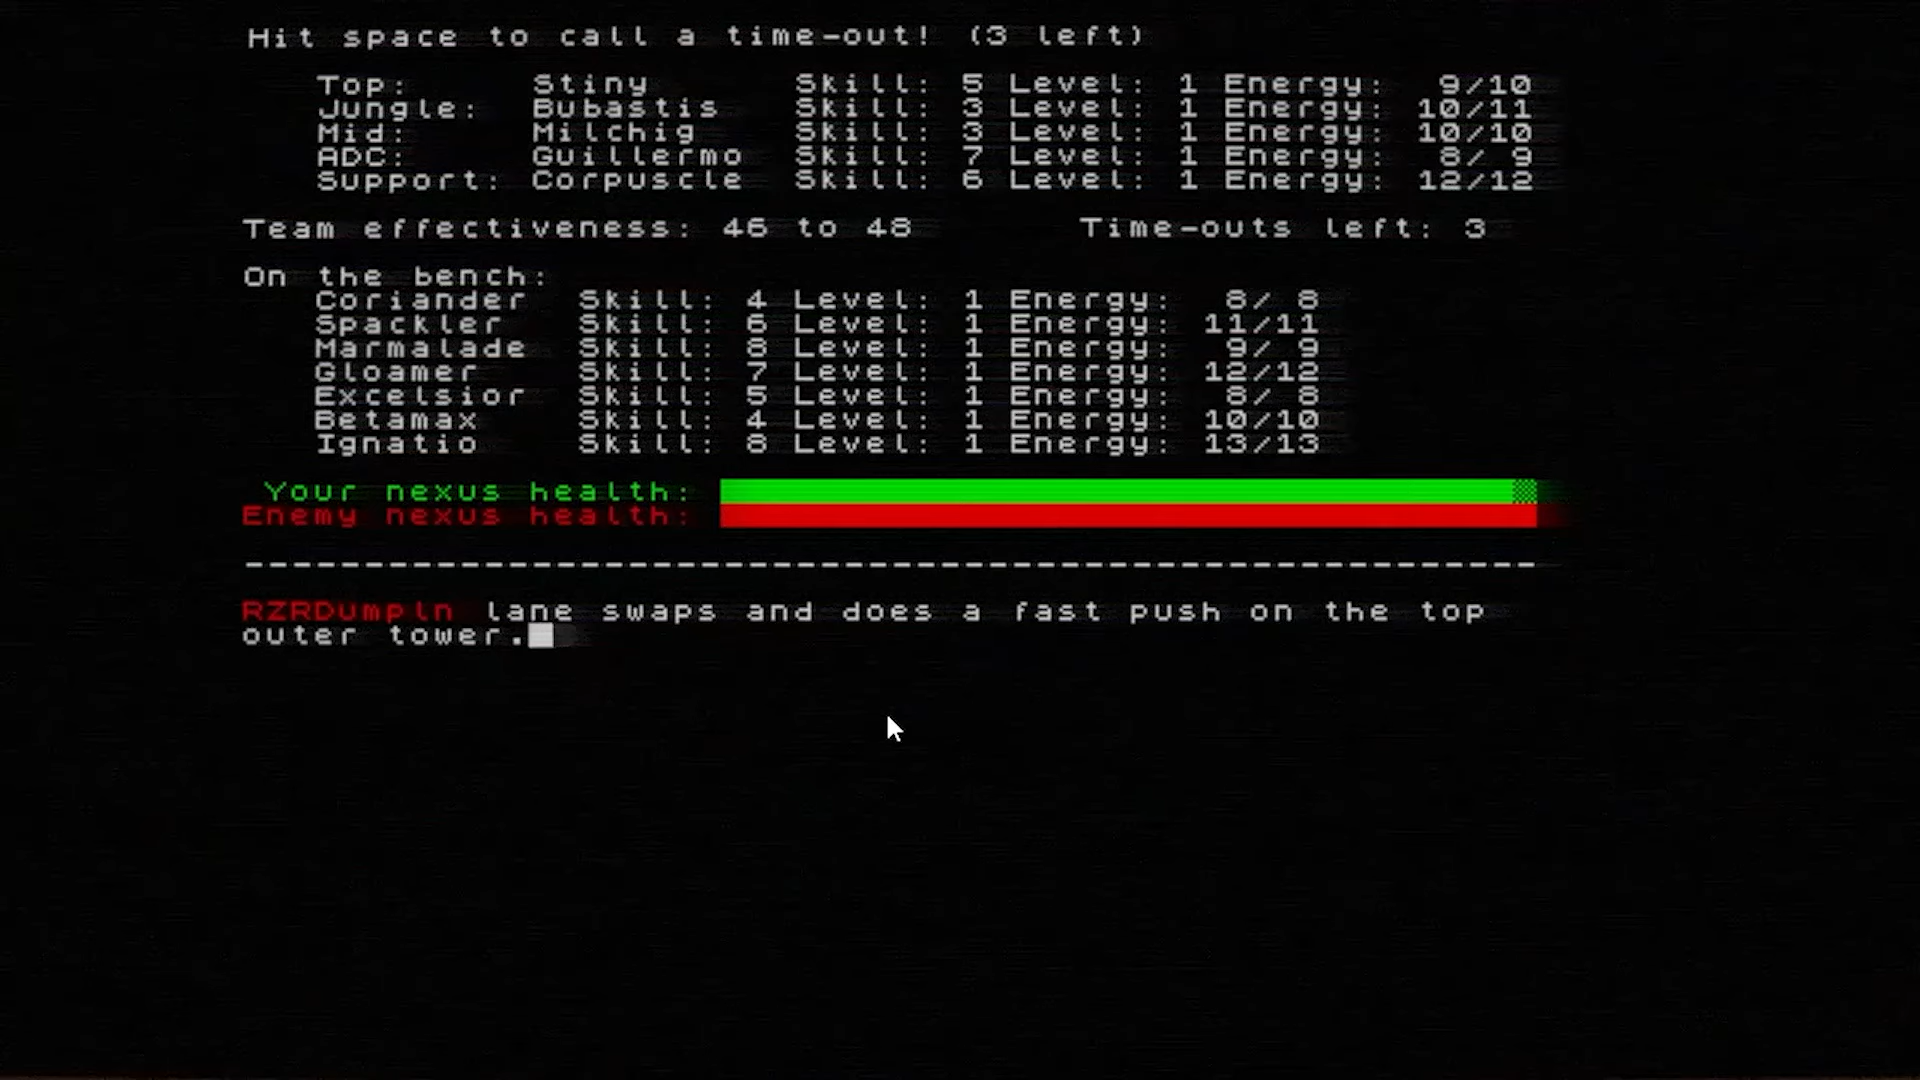 Hit space to call a time-out! (3 left)
Top: Stiny Skill: 5 Level: 1 Energy: 9/10
Jungle: Bubastis Skill: 3 Level: 1 Energy: 10/11
Mid: Milchig Skill: 3 Level: 1 Energy: 10/10
ADC: Guillermo Skill: 7 Level: 1 Energy: 8/ 9
Support: Corpuscle Skill: 6 Level: 1 Energy: 12/12
Team effectiveness: 46 to 48 Time-outs left: 3
On the bench:
Coriander Skill: 4 Level: 1 Energy: 8/ 8
Spackler Skill: 6 Level: 1 Energy: 11/11
Marmalade Skill: 8 Level: 1 Energy: 9/ 9
Gloamer Skill: 7 Level: 1 Energy: 12/12
Excelsior Skill: 5 Level: 1 Energy: 8/ 8
Betamax Skill: 4 Level: 1 Energy: 10/10
Ignatio Skill: 8 Level: 1 Energy: 13/13
Your nexus health:
Enemy nexus health:
------------------------------------------------------
RZRDumpln lane swaps and does a fast push on the top
outer tower.